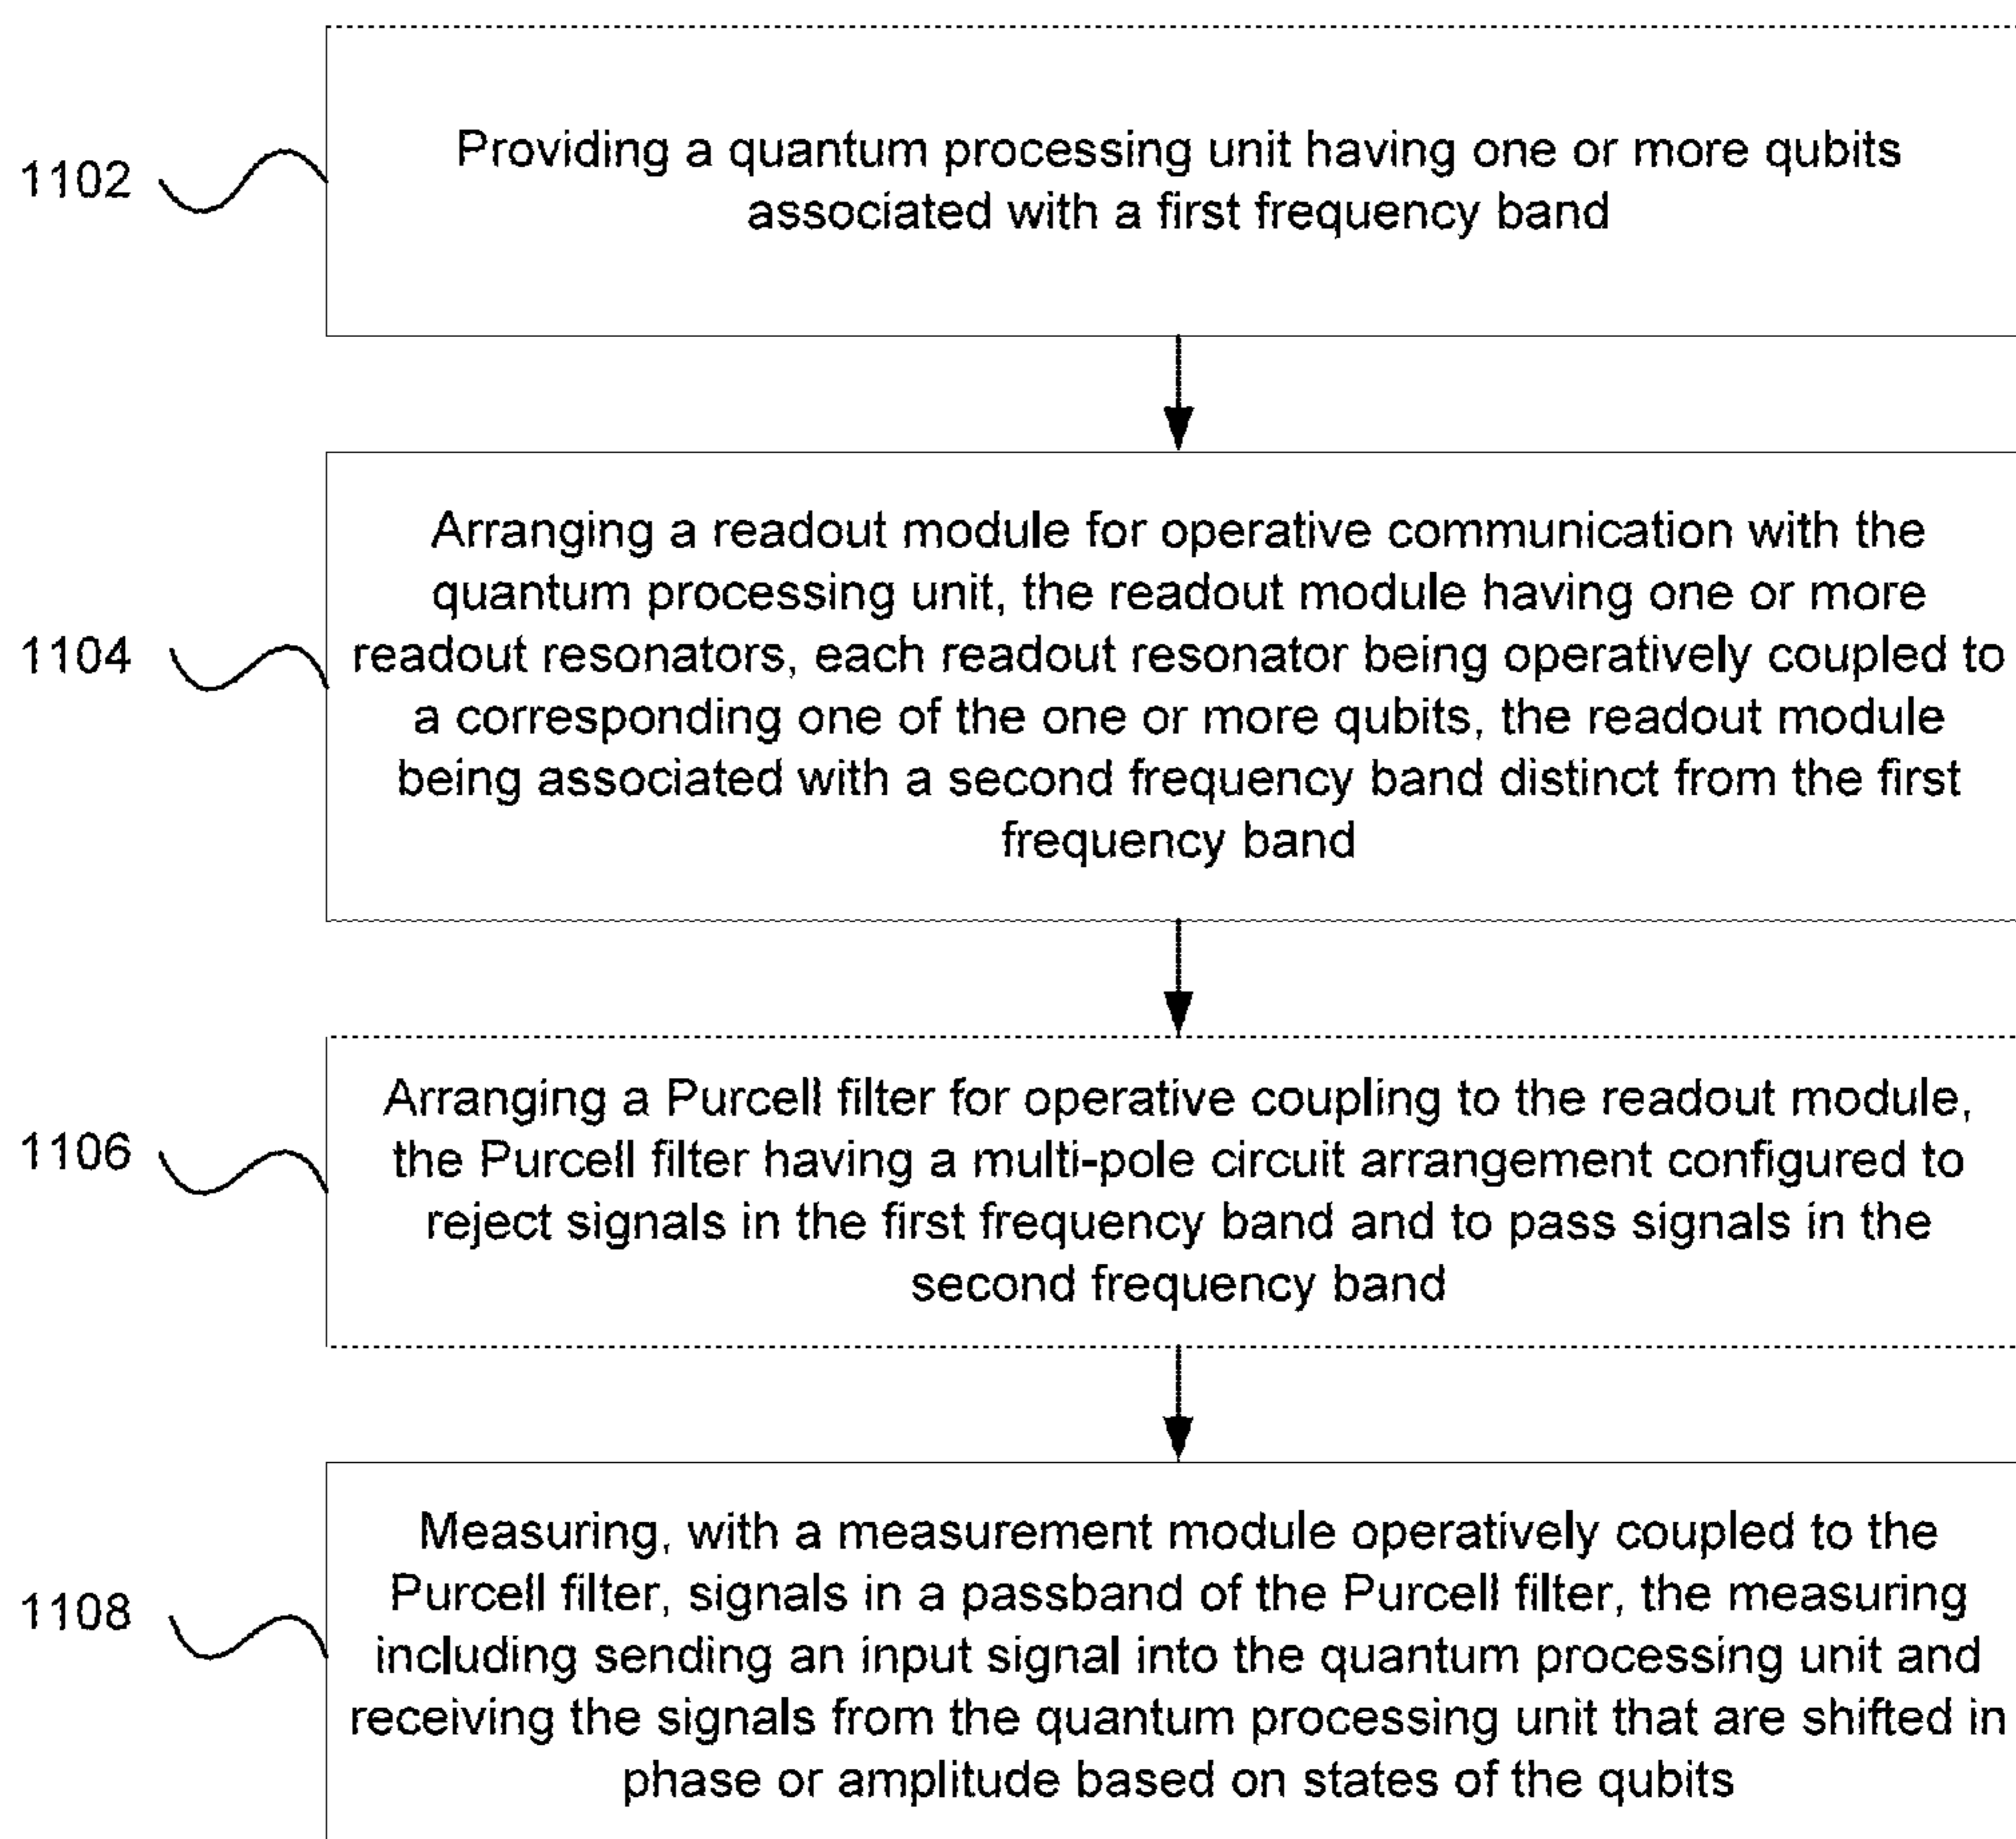 1102
Providing a quantum processing unit having one or more qubits
associated with a first frequency band
1104
Arranging a readout module for operative communication with the
quantum processing unit, the readout module having one or more
readout resonators, each readout resonator being operatively coupled to
a corresponding one of the one or more qubits, the readout module
being associated with a second frequency band distinct from the first
frequency band
1106
Arranging a Purcell filter for operative coupling to the readout module,
the Purcell filter having a multi-pole circuit arrangement configured to
reject signals in the first frequency band and to pass signals in the
second frequency band
1108
Measuring, with a measurement module operatively coupled to the
Purcell filter, signals in a passband of the Purcell filter, the measuring
including sending an input signal into the quantum processing unit and
receiving the signals from the quantum processing unit that are shifted in
phase or amplitude based on states of the qubits